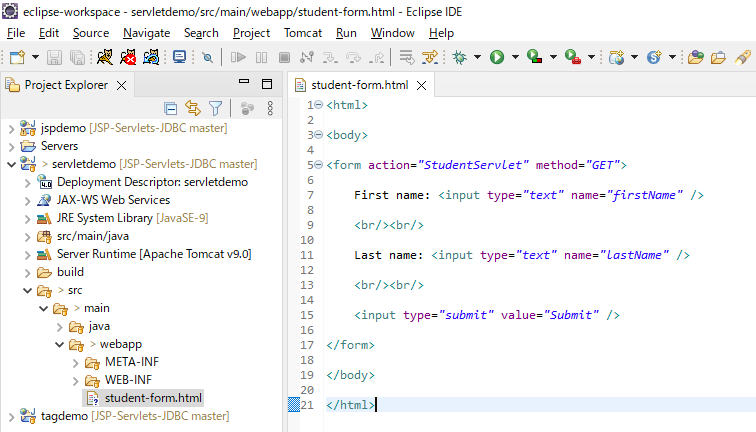 eclipse-workspace - servletdemo/src/main/webapp/student-form.html - Eclipse IDE
File Edit Source Navigate Search Project Tomcat Run Window Help
Project Explorer
jspdemo [JSP-Servlets-JDBC master]
Servers
> servletdemo [JSP-Servlets-JDBC master]
4.0 Deployment Descriptor: servletdemo
JAX-WS Web Services
JRE System Library [JavaSE-9]
src/main/java
Server Runtime [Apache Tomcat v9.0]
build
> src
> main
java
> webapp
META-INF
WEB-INF
student-form.html
tagdemo [JSP-Servlets-JDBC master]
student-form.html
1 <html>
2
3 <body>
4
5 <form action="StudentServlet" method="GET">
6
7 First name: <input type="text" name="firstName" />
8
9 <br/><br/>
10
11 Last name: <input type="text" name="lastName" />
12
13 <br/><br/>
14
15 <input type="submit" value="Submit" />
16
17 </form>
18
19 </body>
20
21 </html>